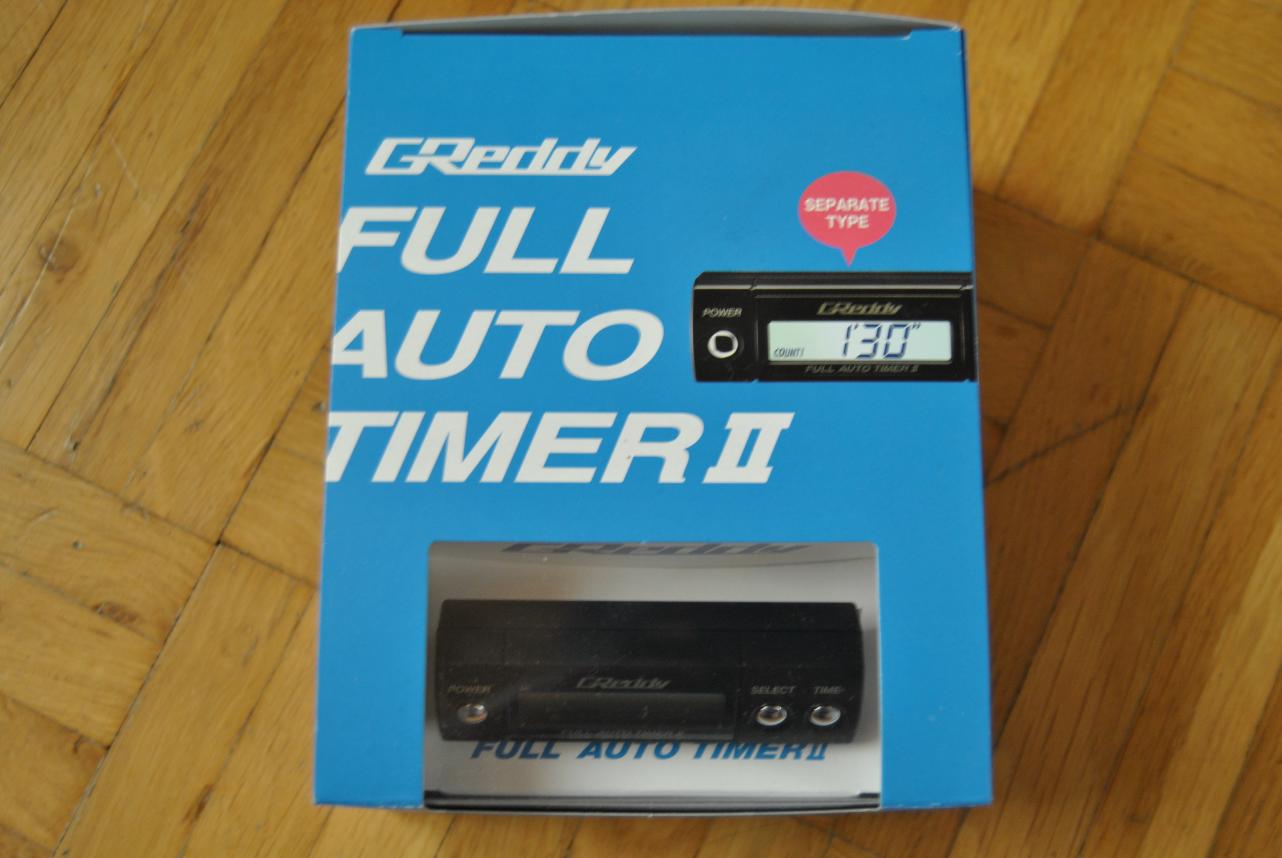 GReddy
FULL
AUTO
TIMER II
SEPARATE
TYPE
POWER
GReddy
COUNT/
1'30"
FULL AUTO TIMER II
GReddy
POWER
GReddy
SELECT
TIME
FULL AUTO TIMER II
FULL AUTO TIMER II